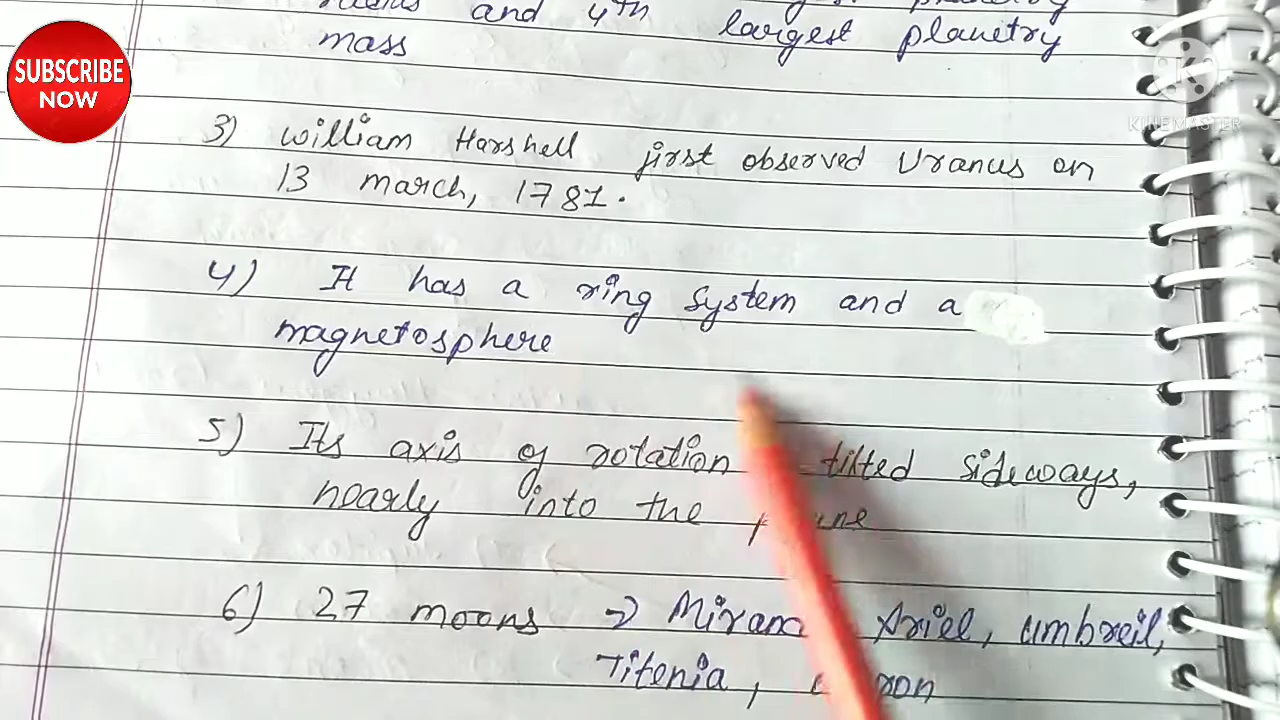 SUBSCRIBE
NOW
and 4th largest planetry
mass
KINEMASTER
3) William Harshell first observed Uranus on
13 march, 1781.
4) It has a ring system and a
magnetosphere
5) Its axis of rotation tilted sideways,
nearly into the
6) 27 moons → Ariel, umbreil,
Titenia,